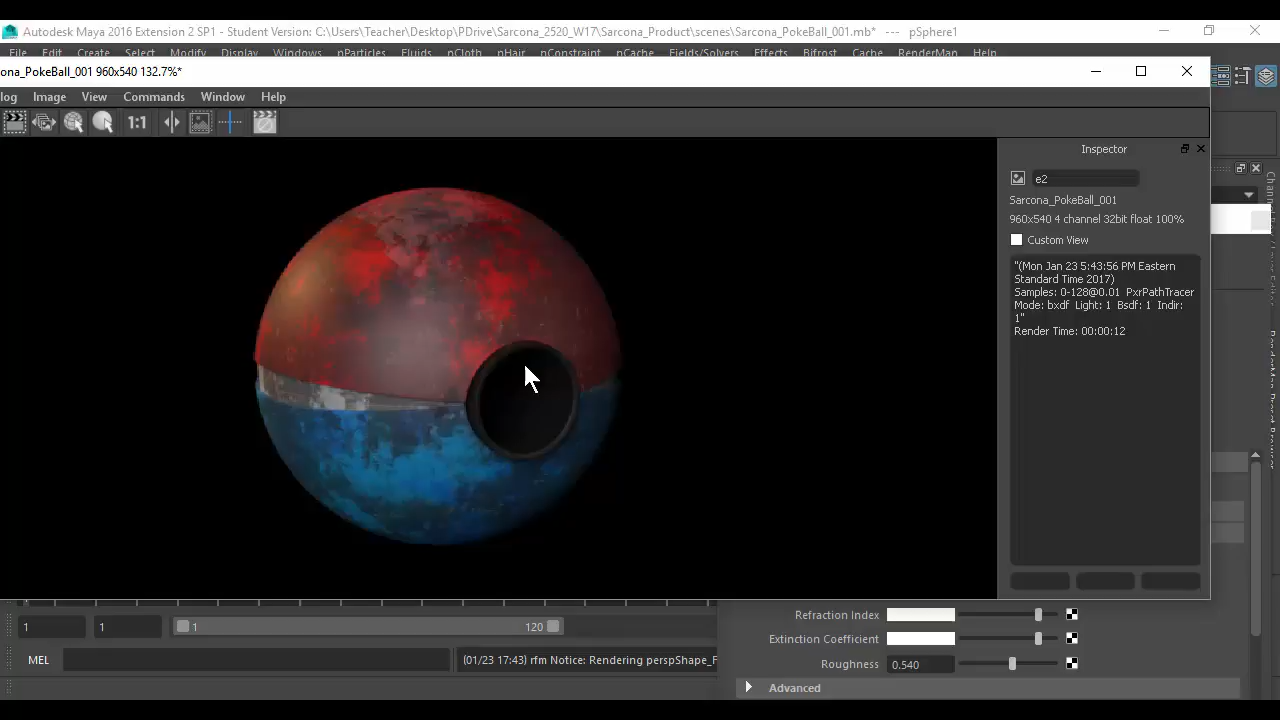 Autodesk Maya 2016 Extension 2 SP1 - Student Version: C:\Users\Teacher\Desktop\PDrive\Sarcona_2520_W17\Sarcona_Product\scenes\Sarcona_PokeBall_001.mb* --- pSphere1
File Edit Create Select Modify Display Windows nParticles Fluids nCloth nHair nConstraint nCache Fields/Solvers Effects Bifrost Cache RenderMan Help
cona_PokeBall_001 960x540 132.7%*
log Image View Commands Window Help
1:1
Inspector
e2
Sarcona_PokeBall_001
960x540 4 channel 32bit float 100%
Custom View
"(Mon Jan 23 5:43:56 PM Eastern
Standard Time 2017)
Samples: 0-128@0.01 PxrPathTracer
Mode: bxdf Light: 1 Bsdf: 1 Indir:
1"
Render Time: 00:00:12
1 1 1 120
MEL
(01/23 17:43) rfm Notice: Rendering perspShape_F
Refraction Index
Extinction Coefficient
Roughness 0.540
Advanced